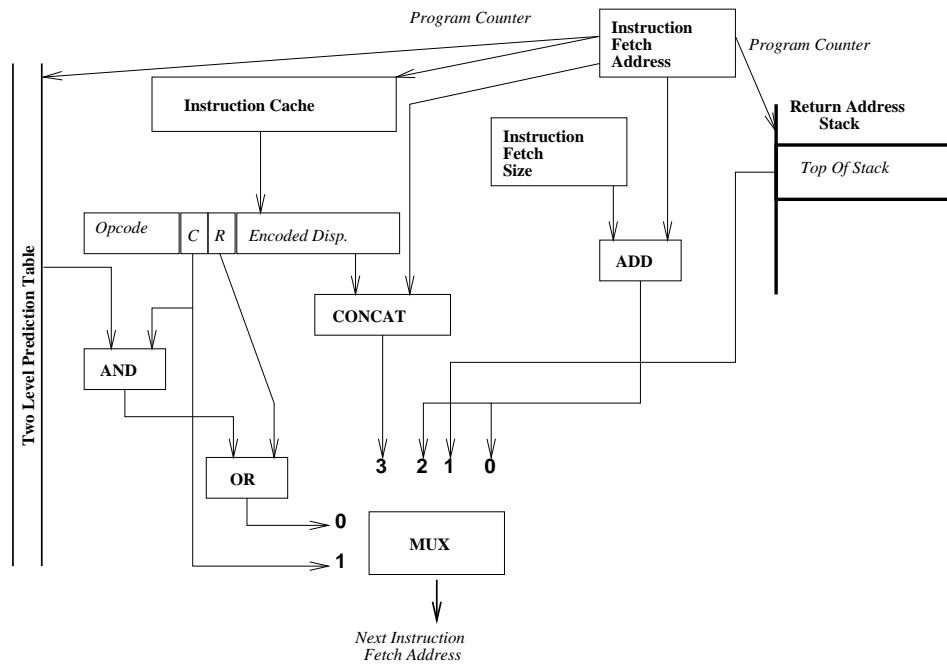 Program Counter
Instruction
Fetch
Address
Program Counter
Instruction Cache
Return Address
Stack
Instruction
Fetch
Size
Top Of Stack
Opcode
C
R
Encoded Disp.
ADD
Two Level Prediction Table
CONCAT
AND
3
2
1
0
OR
0
MUX
1
Next Instruction
Fetch Address